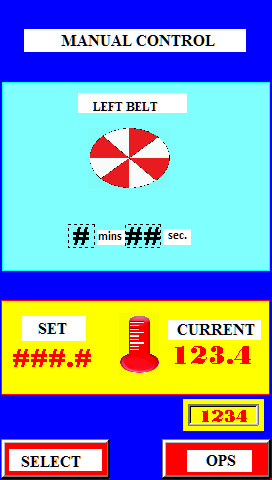 MANUAL CONTROL
LEFT BELT
# mins ## sec.
SET
CURRENT
###.#
123.4
1234
SELECT
OPS